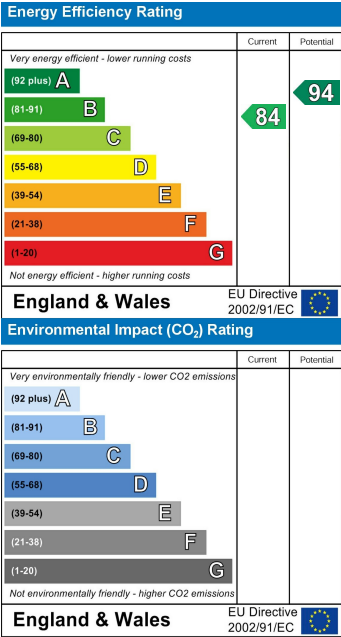 Energy Efficiency Rating
Current Potential
Very energy efficient - lower running costs
(92 plus) A
94
(81-91) B
84
(69-80) C
(55-68) D
(39-54) E
(21-38) F
(1-20) G
Not energy efficient - higher running costs
England & Wales
EU Directive
2002/91/EC
Environmental Impact (CO₂) Rating
Current Potential
Very environmentally friendly - lower CO2 emissions
(92 plus) A
(81-91) B
(69-80) C
(55-68) D
(39-54) E
(21-38) F
(1-20) G
Not environmentally friendly - higher CO2 emissions
England & Wales
EU Directive
2002/91/EC